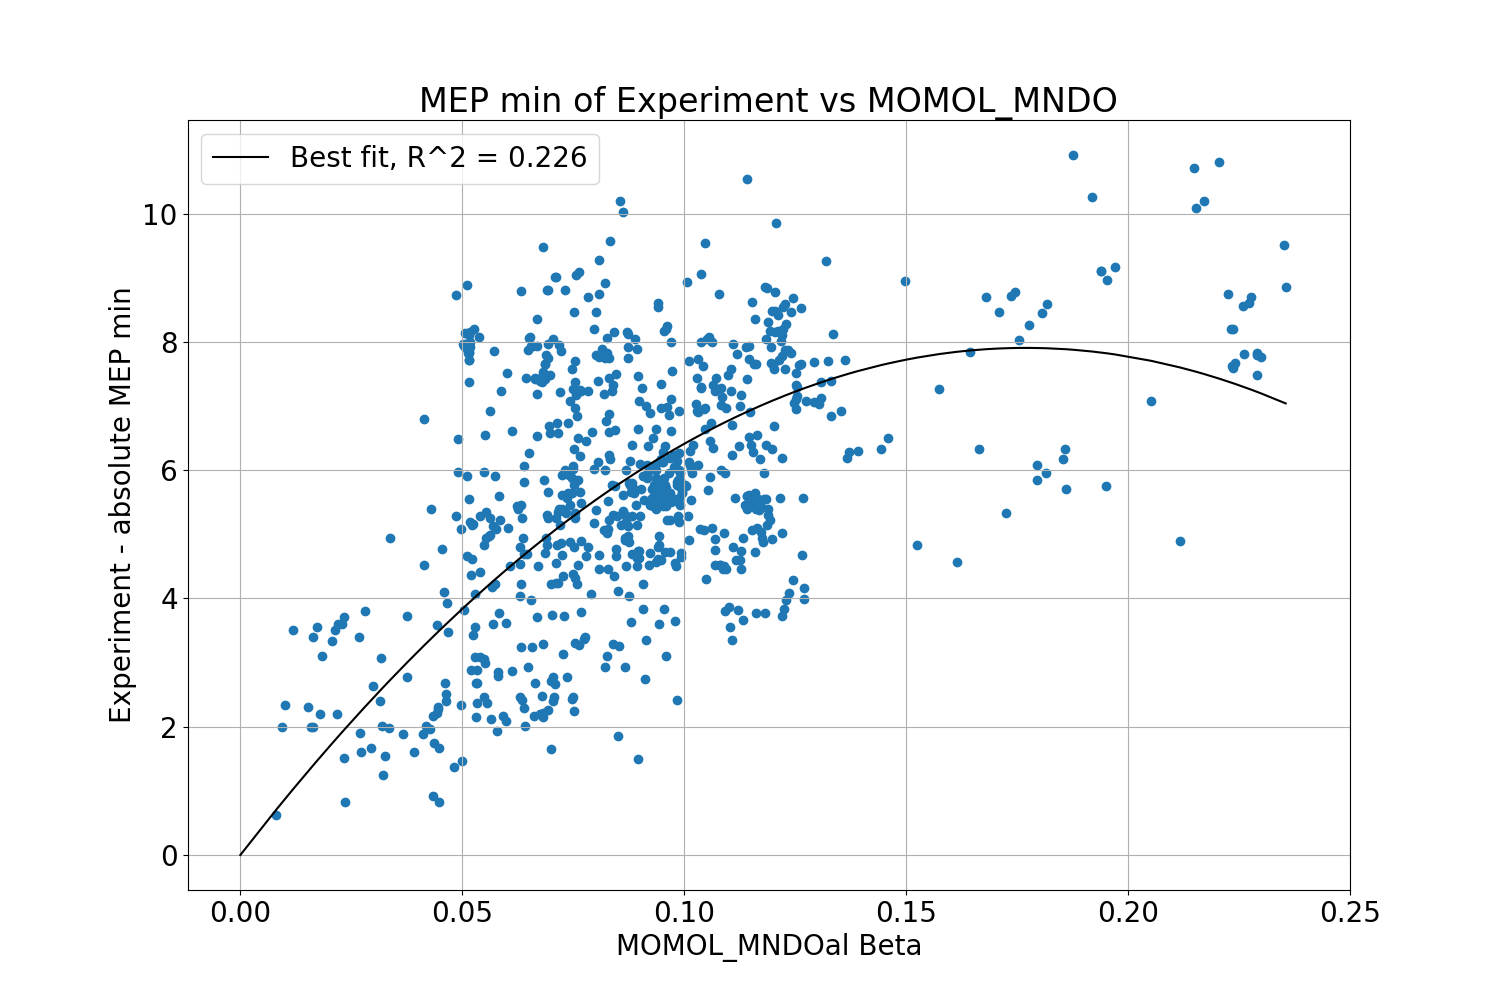 MEP min of Experiment vs MOMOL_MNDO
Best fit, R^2 = 0.226
Experiment - absolute MEP min
10
8
6
4
2
0
0.00 0.05 0.10 0.15 0.20 0.25
MOMOL_MNDOal Beta